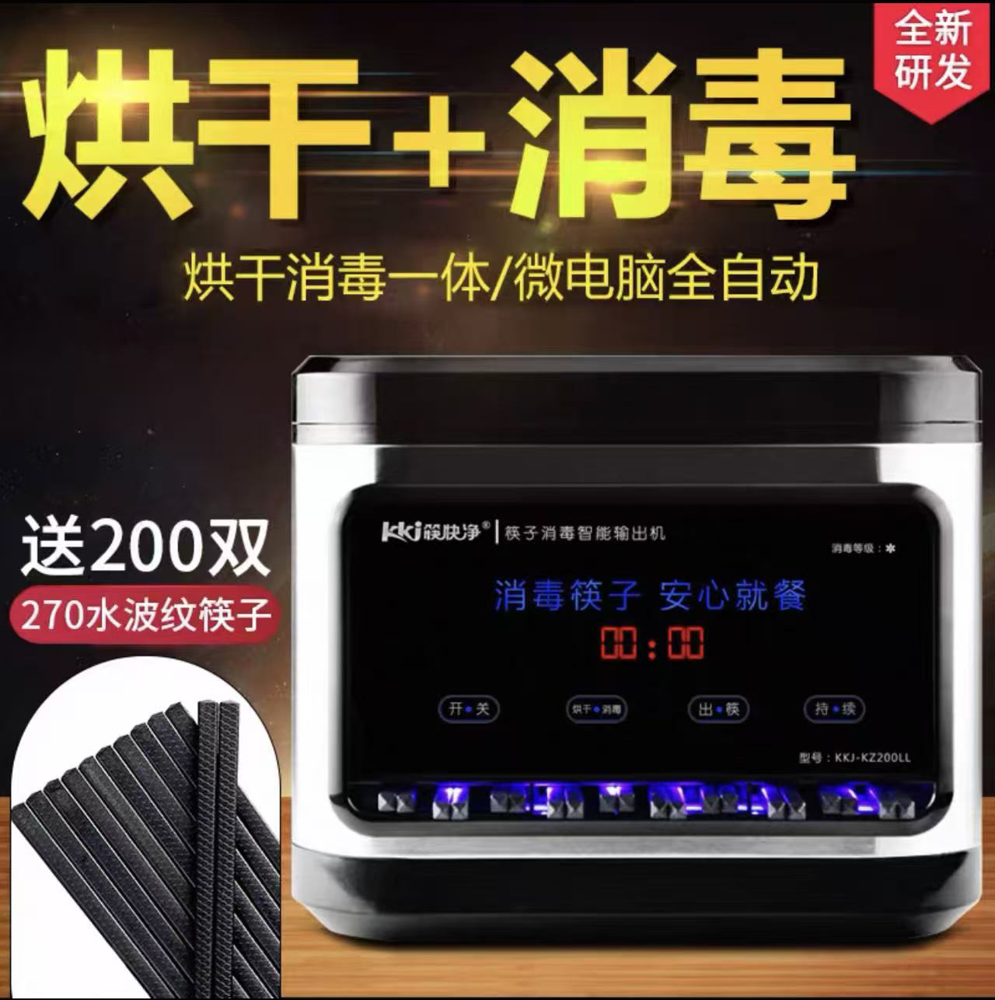 全新
研发
烘干+消毒
烘干消毒一体/微电脑全自动
kkj筷快净®|筷子消毒智能输出机
消毒等级：*
消毒筷子 安心就餐
00:00
开•关
烘干•消毒
出•筷
持•续
型号：KKJ-KZ200LL
送200双
270水波纹筷子